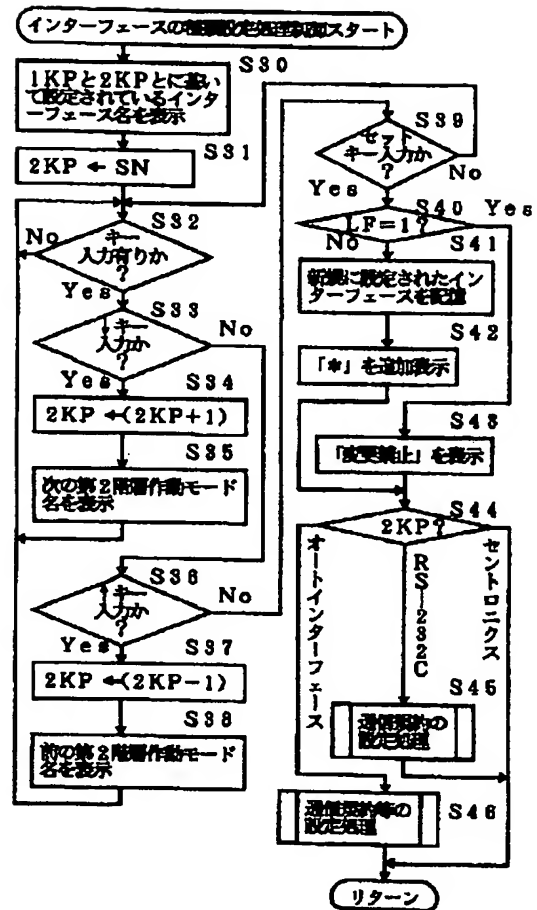 インターフェースの種類設定処理制御スタート
S30
1KPと2KPとに基い
て設定されているインタ
ーフェース名を表示
S31
2KP ← SN
S32
キー
入力有りか
?
No
Yes
S33
↓キー
入力か
?
No
Yes
S34
2KP ←(2KP+1)
S35
次の第2階層作動モード
名を表示
S36
↑キー
入力か
?
No
Yes
S37
2KP ←(2KP-1)
S38
前の第2階層作動モード
名を表示
S39
セット
キー入力か
?
No
Yes
S40
LF=1?
Yes
No
S41
新規に設定されたイン
ターフェースを記憶
S42
「*」を追加表示
S43
「変更禁止」を表示
S44
2KP?
オートインターフェース
RS-232C
セントロニクス
S45
通信規約の
設定処理
S46
通信規約等の
設定処理
リターン